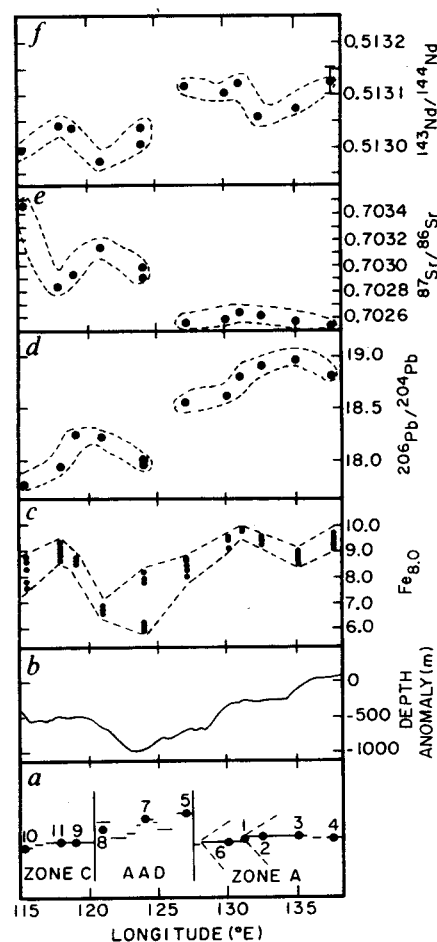 f
0.5132
0.5131
0.5130
143Nd/144Nd
e
0.7034
0.7032
0.7030
0.7028
0.7026
87Sr/86Sr
d
19.0
18.5
18.0
206Pb/204Pb
c
10.0
9.0
8.0
7.0
6.0
Fe8.0
b
0
-500
-1000
DEPTH
ANOMALY(m)
a
10 11 9 8 7 5 6 1 2 3 4
ZONE C AAD ZONE A
115 120 125 130 135
LONGITUDE (°E)